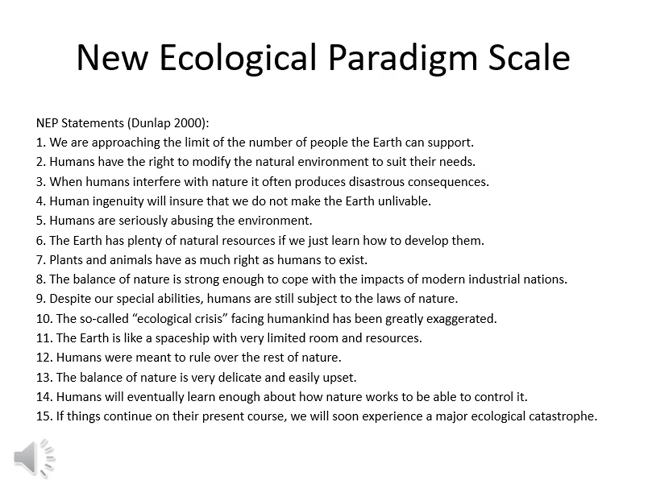 New Ecological Paradigm Scale
NEP Statements (Dunlap 2000):
1. We are approaching the limit of the number of people the Earth can support.
2. Humans have the right to modify the natural environment to suit their needs.
3. When humans interfere with nature it often produces disastrous consequences.
4. Human ingenuity will insure that we do not make the Earth unlivable.
5. Humans are seriously abusing the environment.
6. The Earth has plenty of natural resources if we just learn how to develop them.
7. Plants and animals have as much right as humans to exist.
8. The balance of nature is strong enough to cope with the impacts of modern industrial nations.
9. Despite our special abilities, humans are still subject to the laws of nature.
10. The so-called “ecological crisis” facing humankind has been greatly exaggerated.
11. The Earth is like a spaceship with very limited room and resources.
12. Humans were meant to rule over the rest of nature.
13. The balance of nature is very delicate and easily upset.
14. Humans will eventually learn enough about how nature works to be able to control it.
15. If things continue on their present course, we will soon experience a major ecological catastrophe.